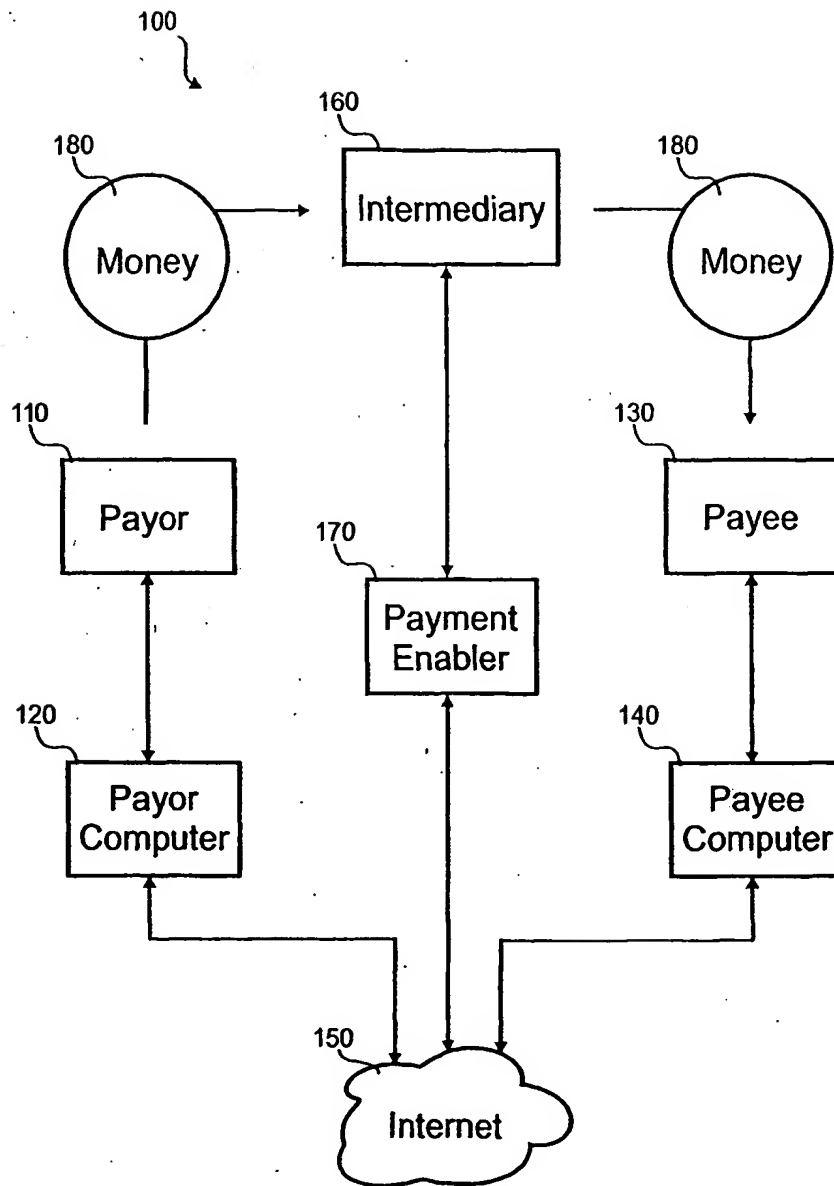 100
160
180
180
Intermediary
Money
Money
110
130
Payor
Payee
170
Payment
Enabler
120
140
Payor
Computer
Payee
Computer
150
Internet